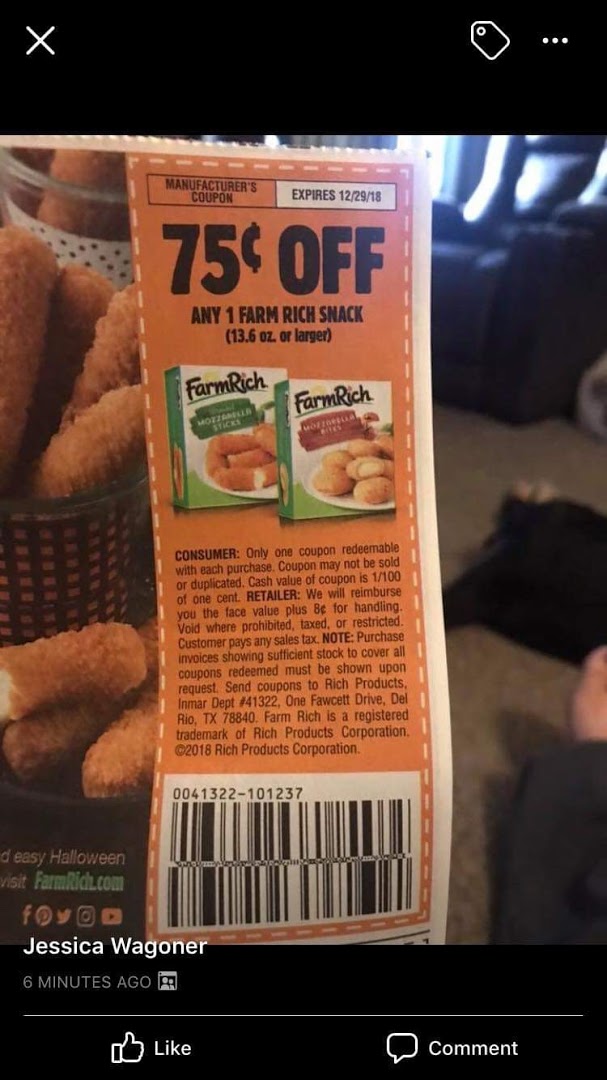 MANUFACTURER'S
COUPON
EXPIRES 12/29/18
75¢ OFF
ANY 1 FARM RICH SNACK
(13.6 oz. or larger)
FarmRich
MOZZARELLA
STICKS
FarmRich
MOZZARELLA
BITES
CONSUMER: Only one coupon redeemable
with each purchase. Coupon may not be sold
or duplicated. Cash value of coupon is 1/100
of one cent. RETAILER: We will reimburse
you the face value plus 8¢ for handling.
Void where prohibited, taxed, or restricted.
Customer pays any sales tax. NOTE: Purchase
invoices showing sufficient stock to cover all
coupons redeemed must be shown upon
request. Send coupons to Rich Products,
Inmar Dept #41322, One Fawcett Drive, Del
Rio, TX 78840. Farm Rich is a registered
trademark of Rich Products Corporation.
©2018 Rich Products Corporation.
0041322-101237
d easy Halloween
visit FarmRich.com
Jessica Wagoner
6 MINUTES AGO
Like
Comment